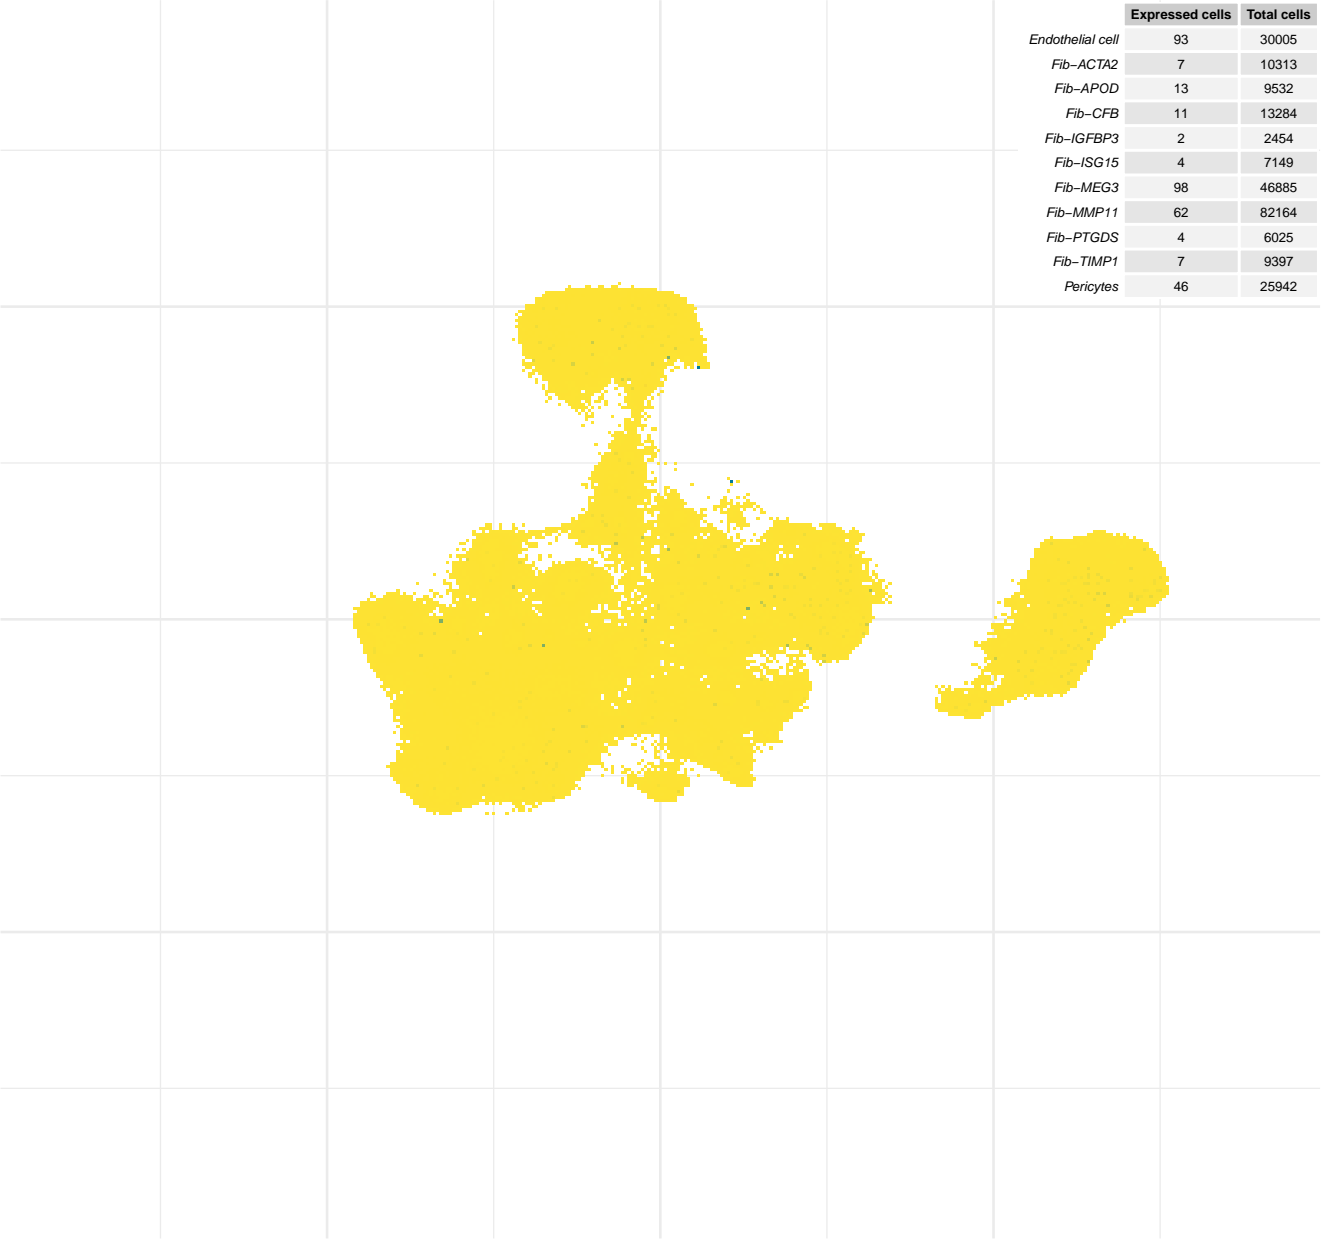 Expressed cells Total cells
Endothelial cell 93 30005
Fib−ACTA2 7 10313
Fib−APOD 13 9532
Fib−CFB 11 13284
Fib−IGFBP3 2 2454
Fib−ISG15 4 7149
Fib−MEG3 98 46885
Fib−MMP11 62 82164
Fib−PTGDS 4 6025
Fib−TIMP1 7 9397
Pericytes 46 25942